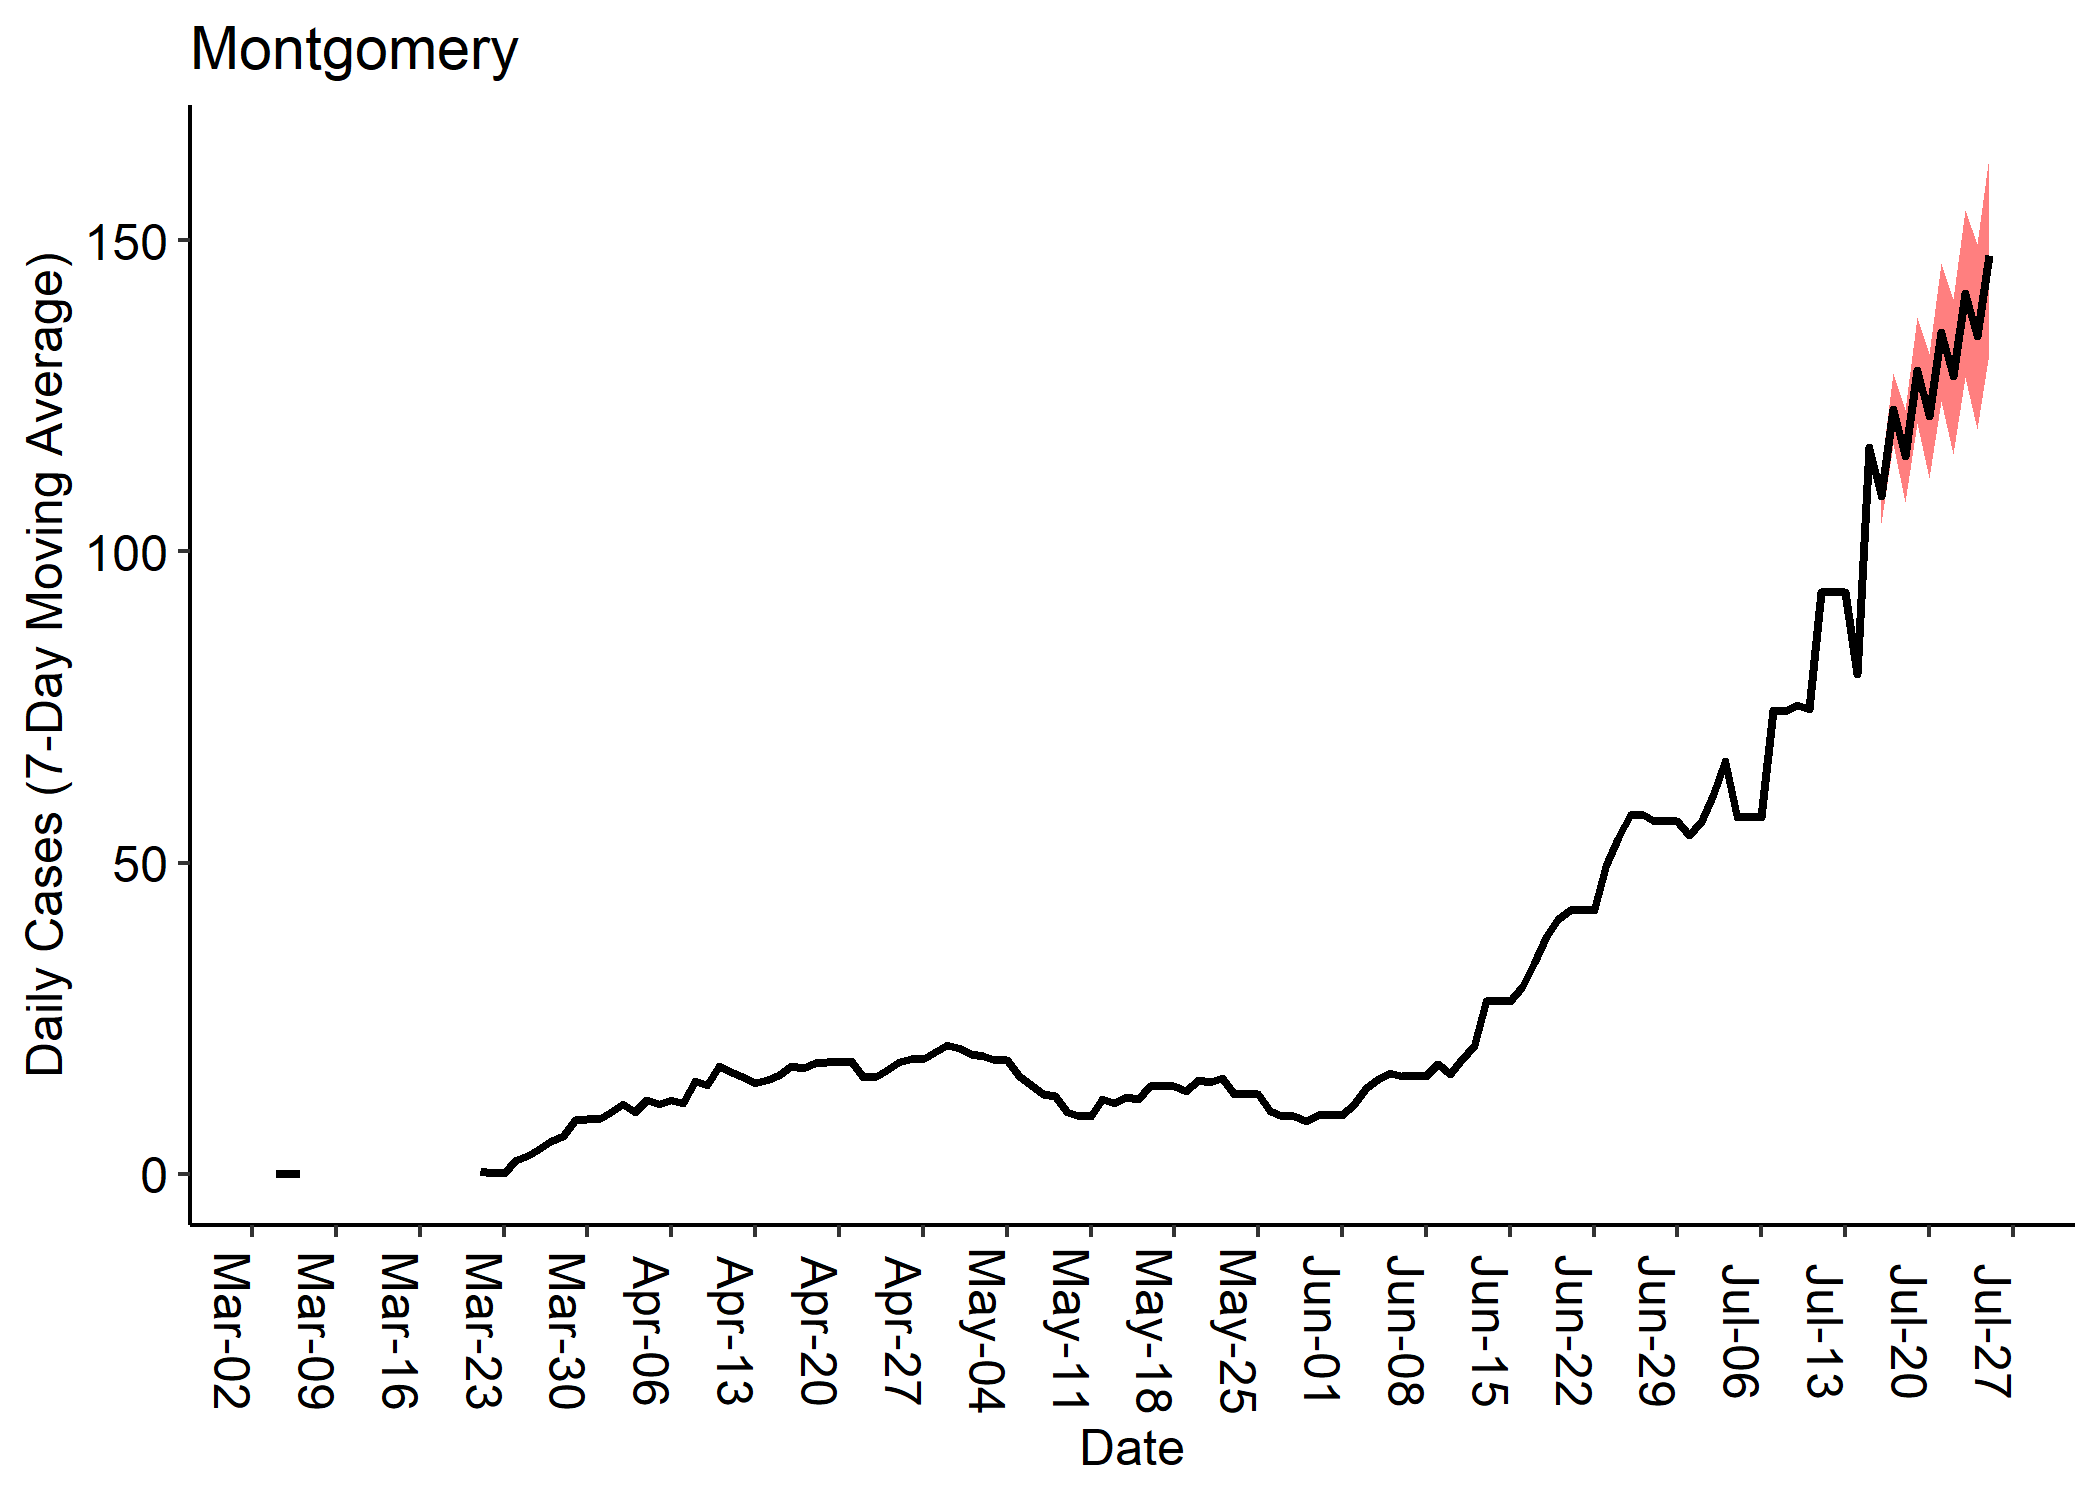 Montgomery
Daily Cases (7-Day Moving Average)
150
100
50
0
Mar-02
Mar-09
Mar-16
Mar-23
Mar-30
Apr-06
Apr-13
Apr-20
Apr-27
May-04
May-11
May-18
May-25
Jun-01
Jun-08
Jun-15
Jun-22
Jun-29
Jul-06
Jul-13
Jul-20
Jul-27
Date